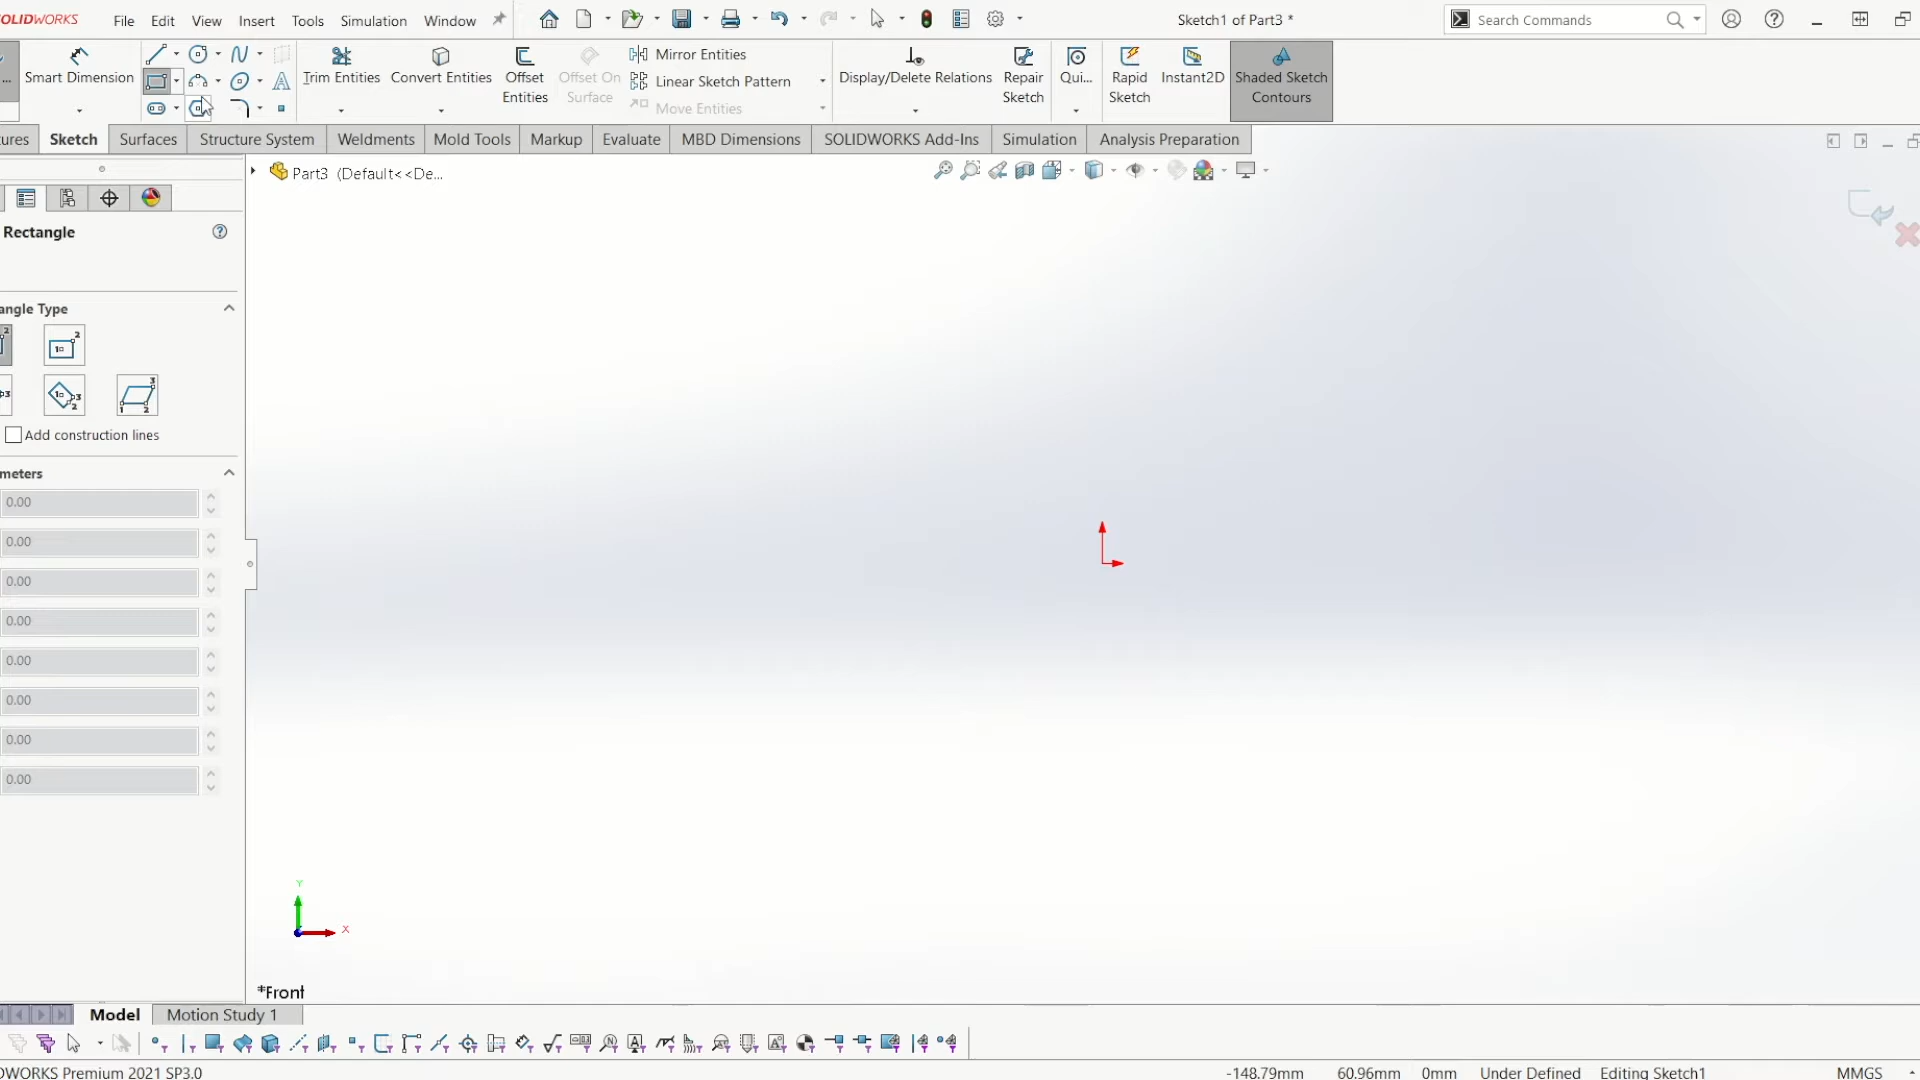 SOLIDWORKS
File
Edit
View
Insert
Tools
Simulation
Window
Sketch1 of Part3 *
Search Commands
Smart Dimension
Trim Entities
Convert Entities
Offset
Entities
Offset On
Surface
Mirror Entities
Linear Sketch Pattern
Move Entities
Display/Delete Relations
Repair
Sketch
Qui...
Rapid
Sketch
Instant2D
Shaded Sketch
Contours
...
ures
Sketch
Surfaces
Structure System
Weldments
Mold Tools
Markup
Evaluate
MBD Dimensions
SOLIDWORKS Add-Ins
Simulation
Analysis Preparation
Part3 (Default<<De...
Rectangle
angle Type
Add construction lines
meters
0.00
0.00
0.00
0.00
0.00
0.00
0.00
0.00
Y
X
*Front
Model
Motion Study 1
DWORKS Premium 2021 SP3.0
-148.79mm
60.96mm
0mm
Under Defined
Editing Sketch1
MMGS